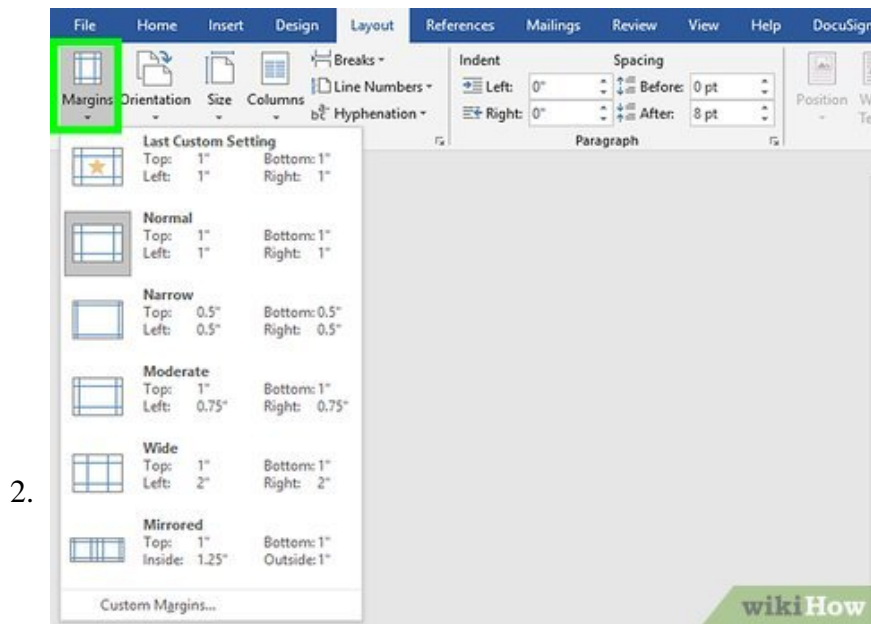 File Home Insert Design Layout References Mailings Review View Help DocuSign
Margins Orientation Size Columns
Breaks
Line Numbers
Hyphenation
Indent Spacing
Left: 0" Before: 0 pt
Right: 0" After: 8 pt
Paragraph
Position
Last Custom Setting
Top: 1" Bottom: 1"
Left: 1" Right: 1"
Normal
Top: 1" Bottom: 1"
Left: 1" Right: 1"
Narrow
Top: 0.5" Bottom: 0.5"
Left: 0.5" Right: 0.5"
Moderate
Top: 1" Bottom: 1"
Left: 0.75" Right: 0.75"
Wide
Top: 1" Bottom: 1"
Left: 2" Right: 2"
2.
Mirrored
Top: 1" Bottom: 1"
Inside: 1.25" Outside: 1"
Custom Margins...
wikiHow